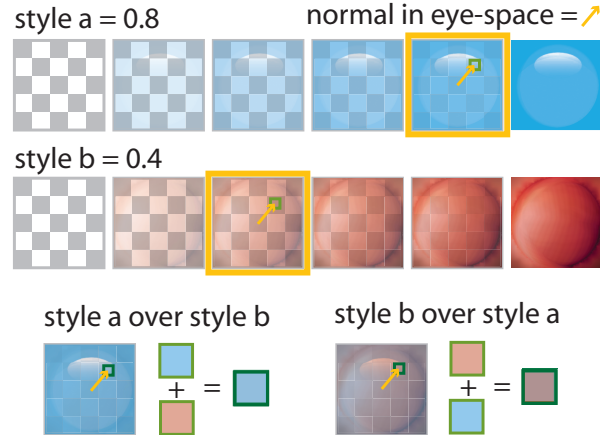 style a = 0.8
normal in eye-space =
style b = 0.4
style a over style b
style b over style a
+ =
+ =